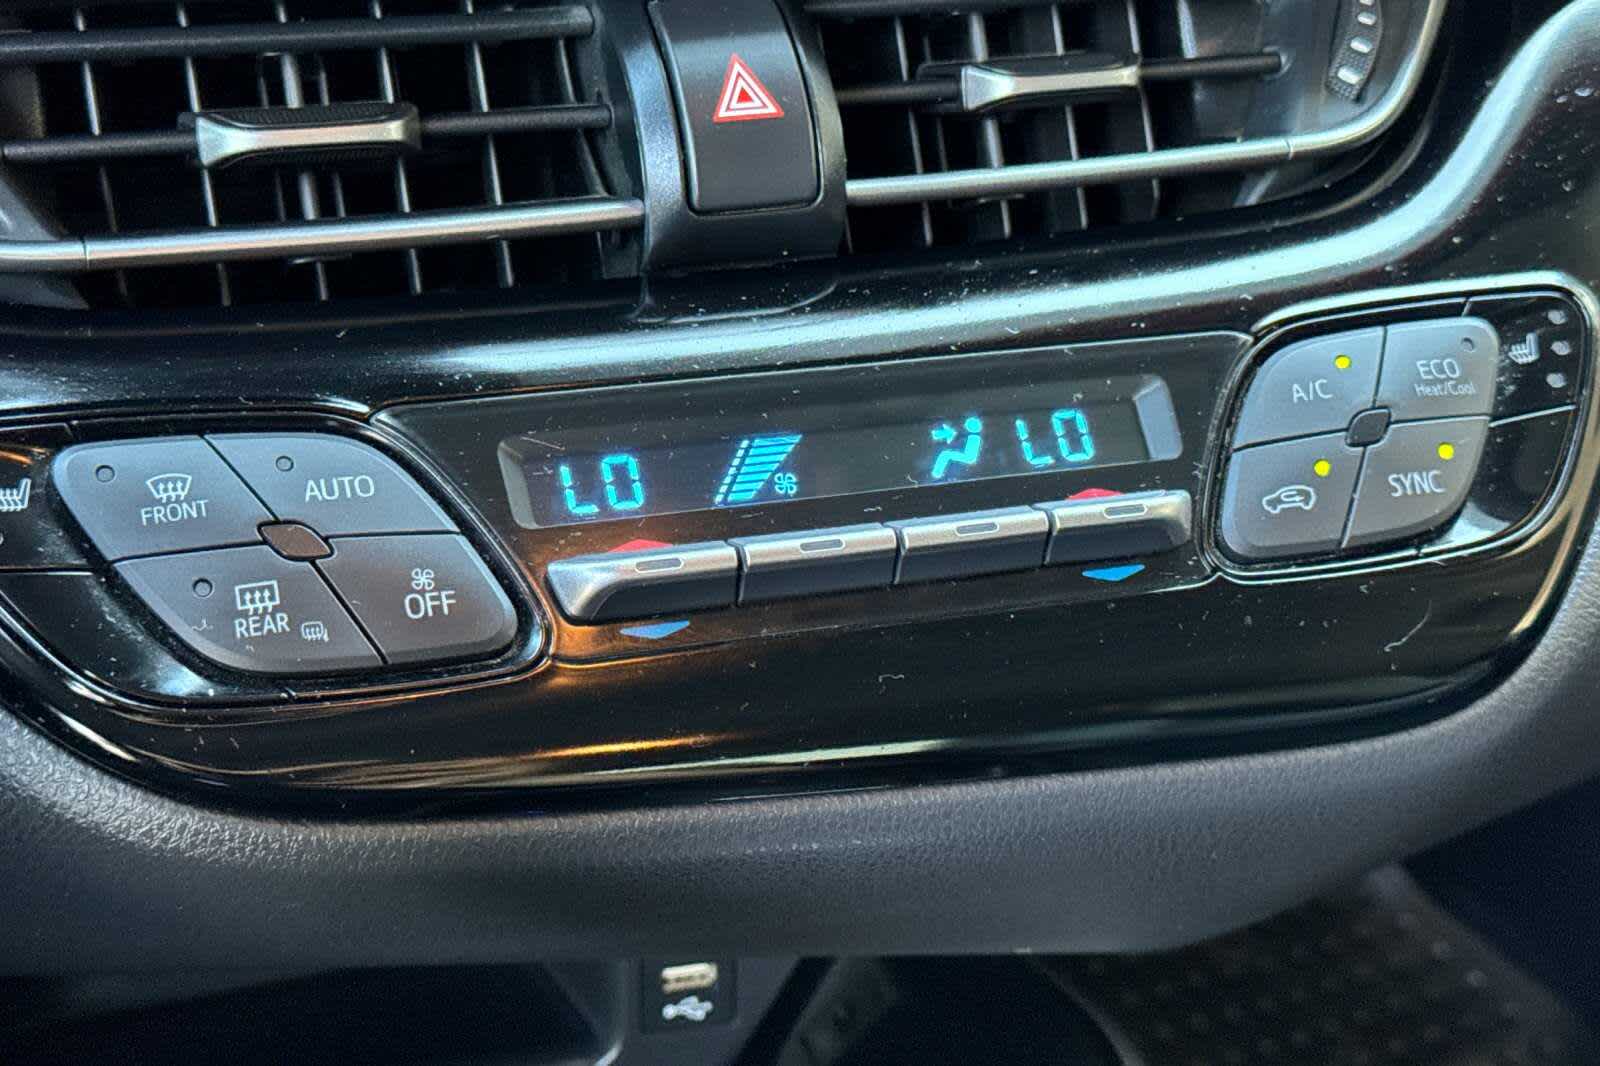 FRONT
AUTO
REAR
OFF
LO
LO
A/C
ECO
Heat/Cool
SYNC